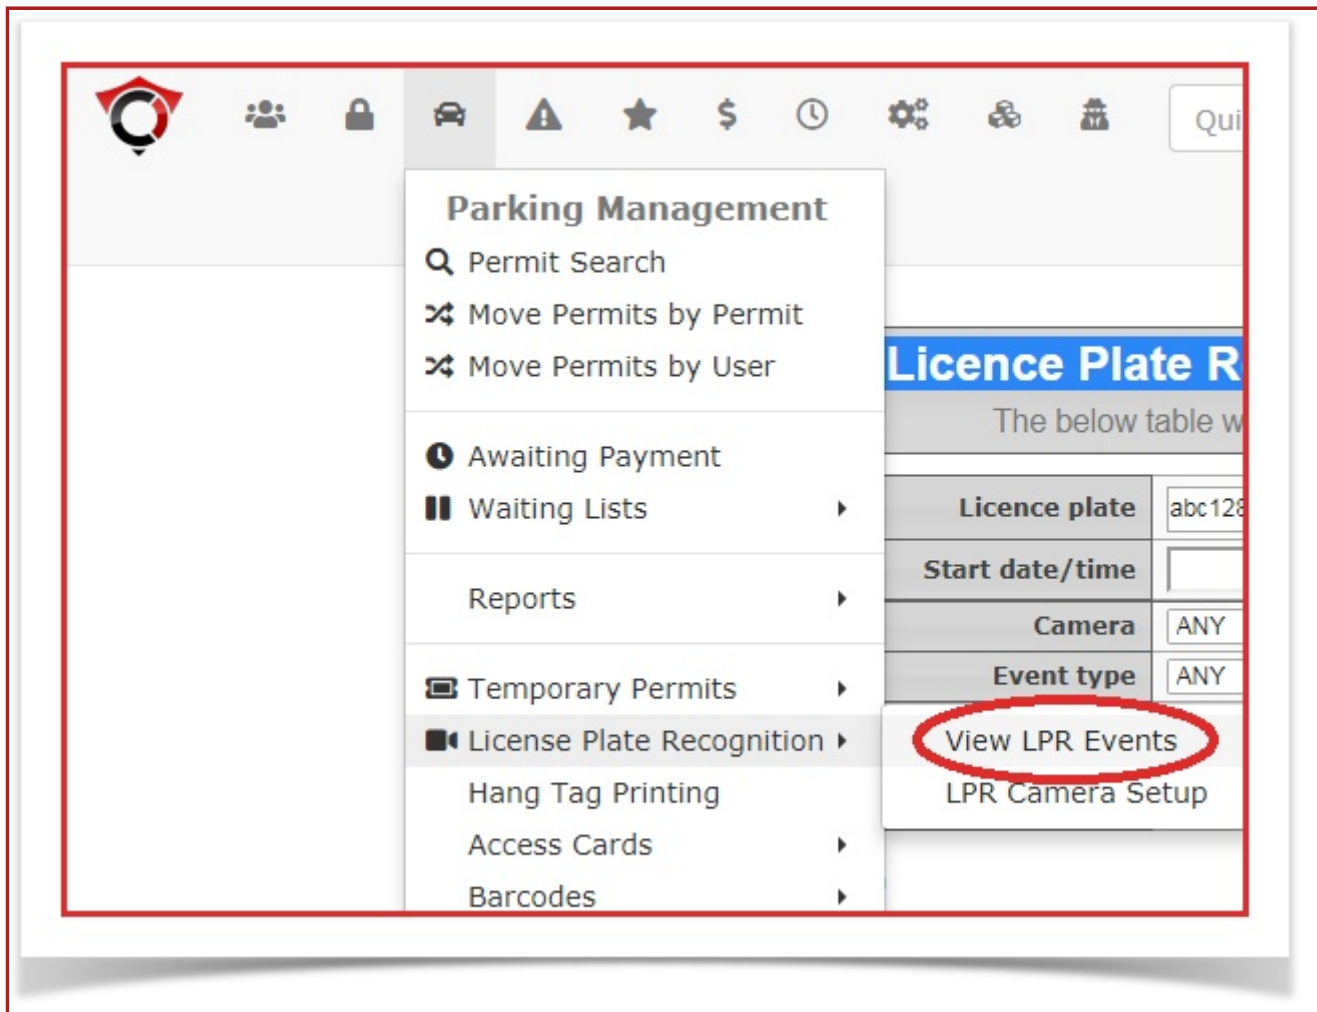 Qui
Parking Management
Permit Search
Move Permits by Permit
Move Permits by User
Awaiting Payment
Waiting Lists
Reports
Temporary Permits
License Plate Recognition
Hang Tag Printing
Access Cards
Barcodes
Licence Plate R
The below table w
Licence plate abc128
Start date/time
Camera ANY
Event type ANY
View LPR Events
LPR Camera Setup